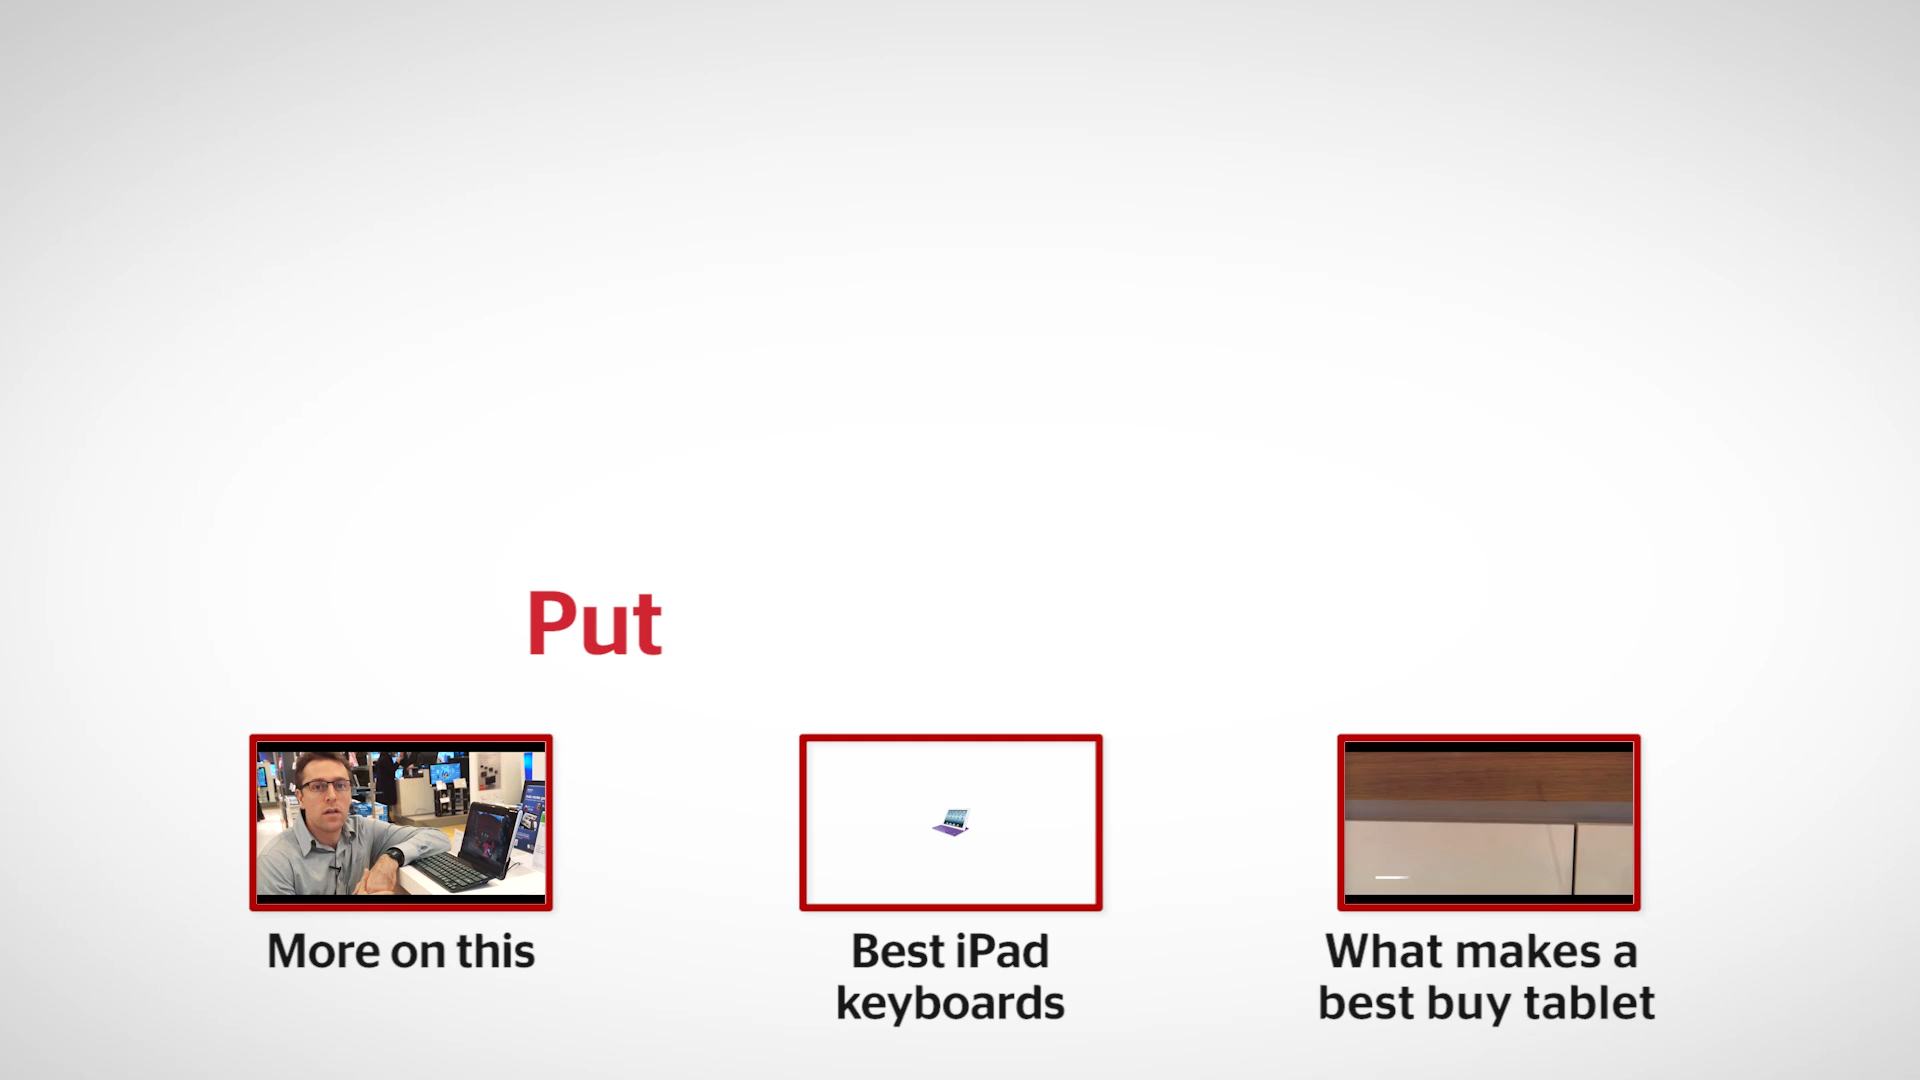 Put
More on this
Best iPad
keyboards
What makes a
best buy tablet